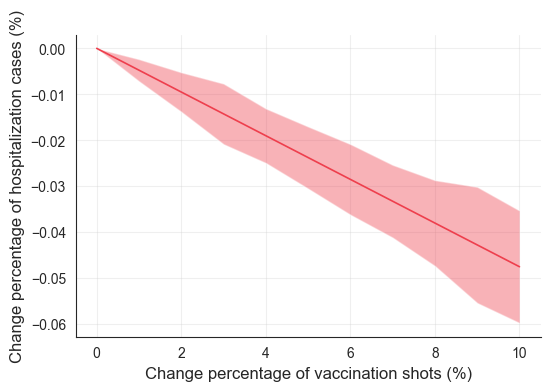 Change percentage of hospitalization cases (%)
0.00
−0.01
−0.02
−0.03
−0.04
−0.05
−0.06
0 2 4 6 8 10
Change percentage of vaccination shots (%)